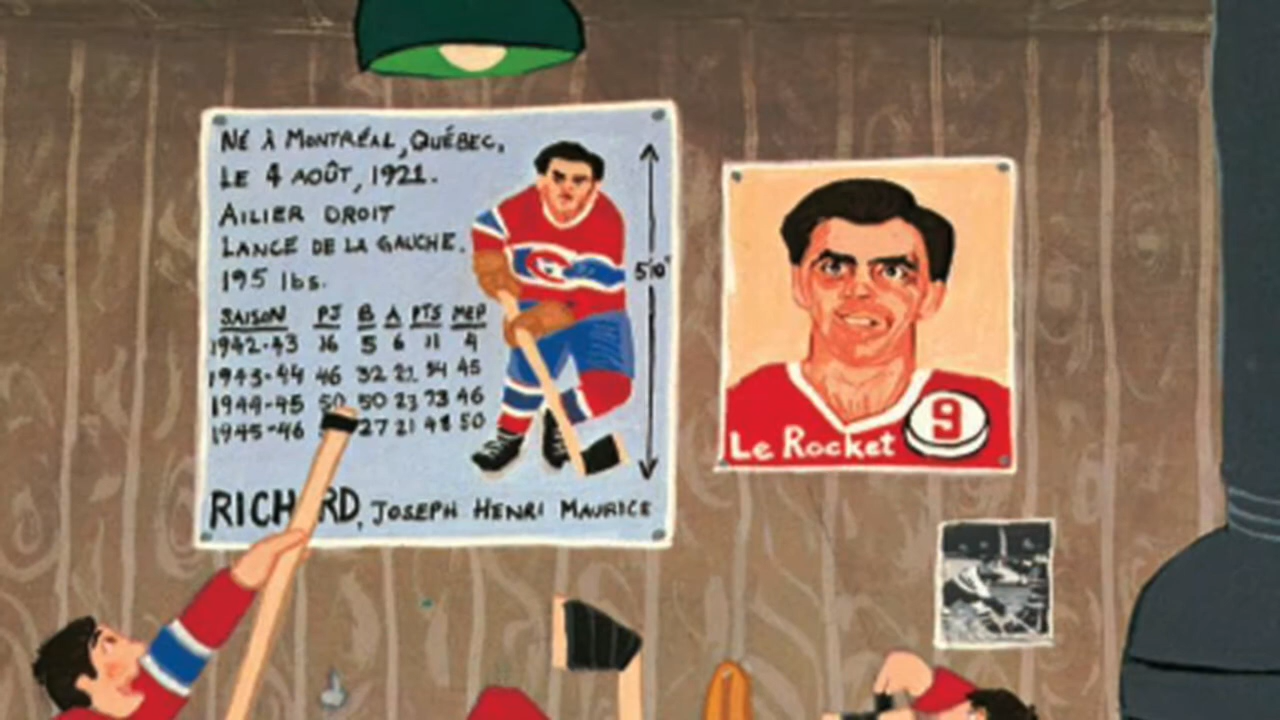 NÉ À MONTRÉAL, QUÉBEC,
LE 4 AOÛT, 1921.
AILIER DROIT
LANCE DE LA GAUCHE.
195 lbs.
SAISON PJ B A PTS MEP
1942-43 16 5 6 11 4
1943-44 46 32 22 54 45
1944-45 50 50 23 73 46
1945-46 27 21 48 50
5'10"
RICHARD, JOSEPH HENRI MAURICE
Le Rocket
9